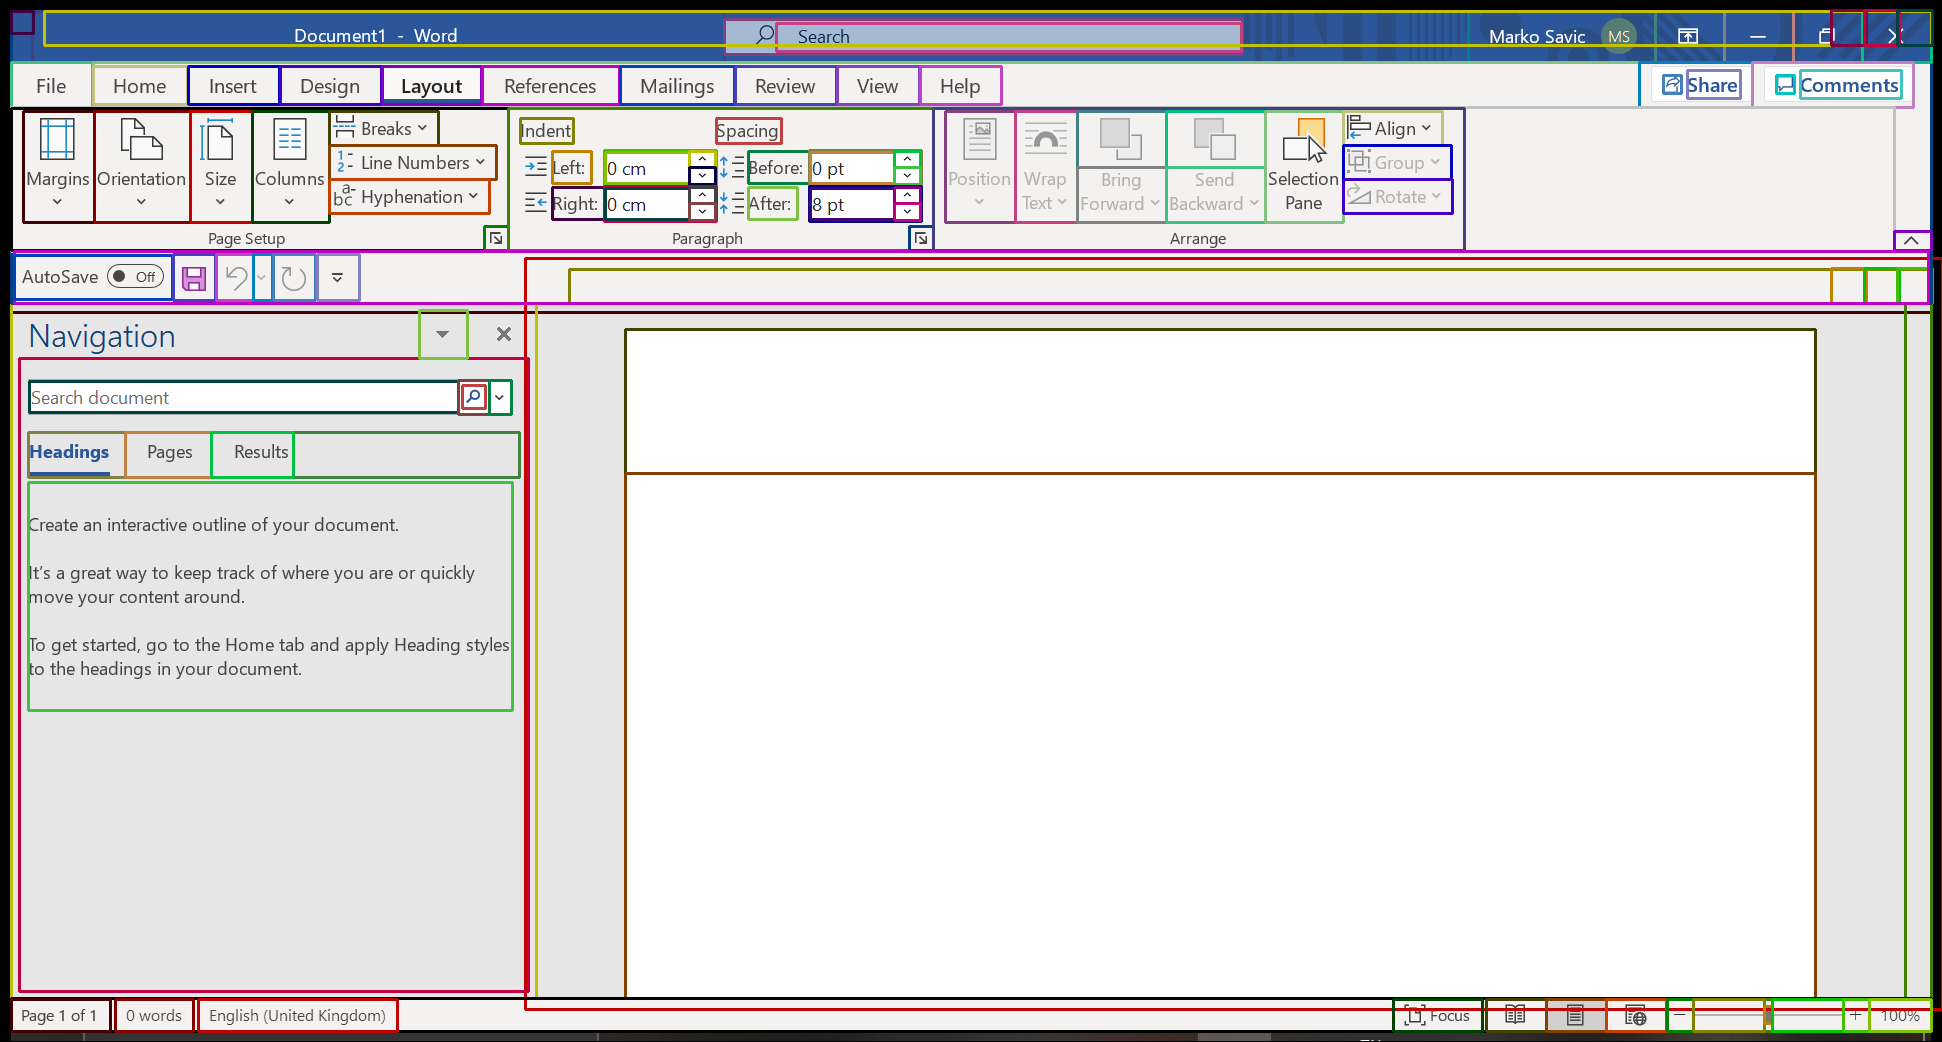 Document1 - Word
Search
Marko Savic
MS
File
Home
Insert
Design
Layout
References
Mailings
Review
View
Help
Share
Comments
Margins
Orientation
Size
Columns
Breaks
Line Numbers
Hyphenation
Page Setup
Indent
Left:
0 cm
Right:
0 cm
Spacing
Before:
0 pt
After:
8 pt
Paragraph
Position
Wrap
Text
Bring
Forward
Send
Backward
Selection
Pane
Align
Group
Rotate
Arrange
AutoSave
Off
Navigation
Search document
Headings
Pages
Results
Create an interactive outline of your document.
It's a great way to keep track of where you are or quickly
move your content around.
To get started, go to the Home tab and apply Heading styles
to the headings in your document.
Page 1 of 1
0 words
English (United Kingdom)
Focus
100%